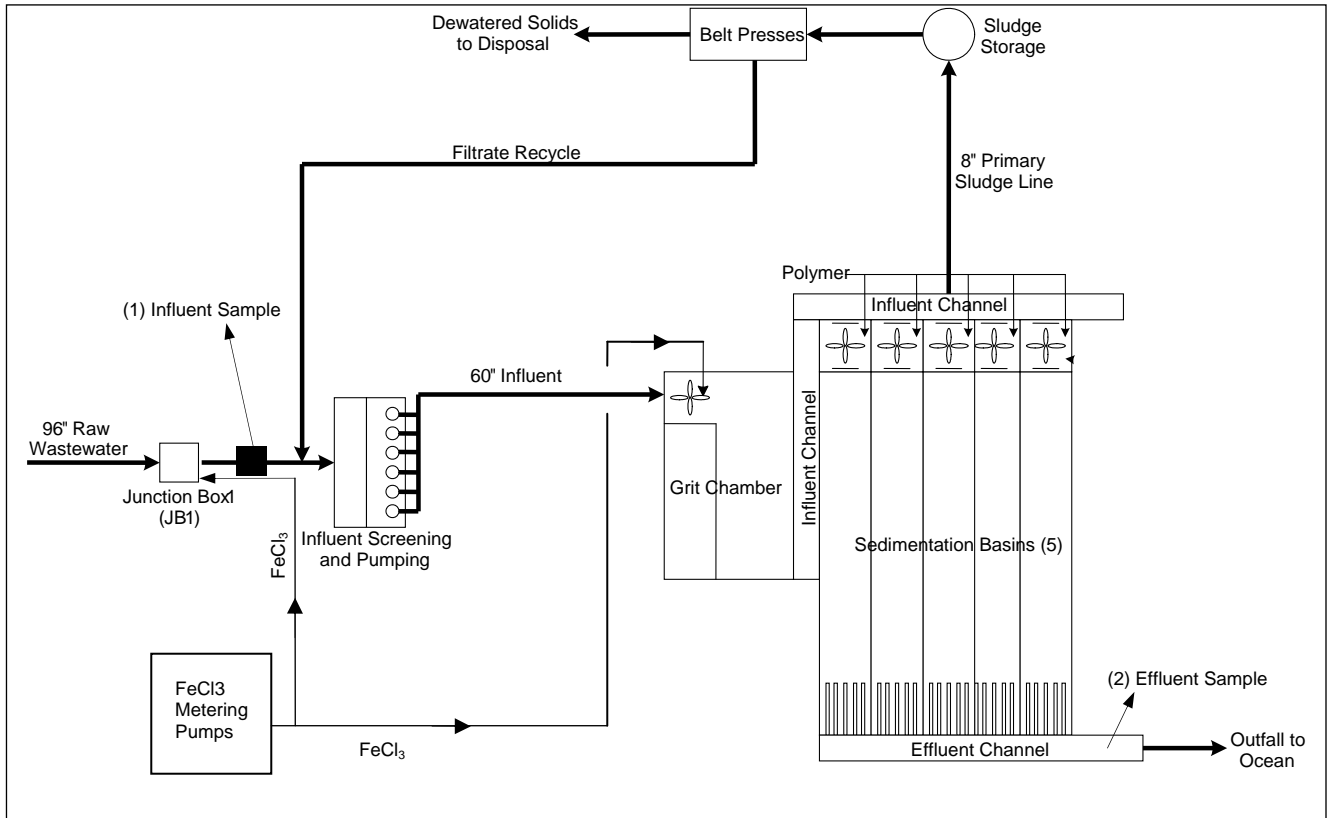 Dewatered Solids
to Disposal
Belt Presses
Sludge
Storage
Filtrate Recycle
8" Primary
Sludge Line
Polymer
Influent Channel
(1) Influent Sample
60" Influent
96" Raw
Wastewater
Junction Box1
(JB1)
Influent Screening
and Pumping
Grit Chamber
Influent Channel
Sedimentation Basins (5)
FeCl₃
FeCl3
Metering
Pumps
FeCl₃
(2) Effluent Sample
Effluent Channel
Outfall to
Ocean